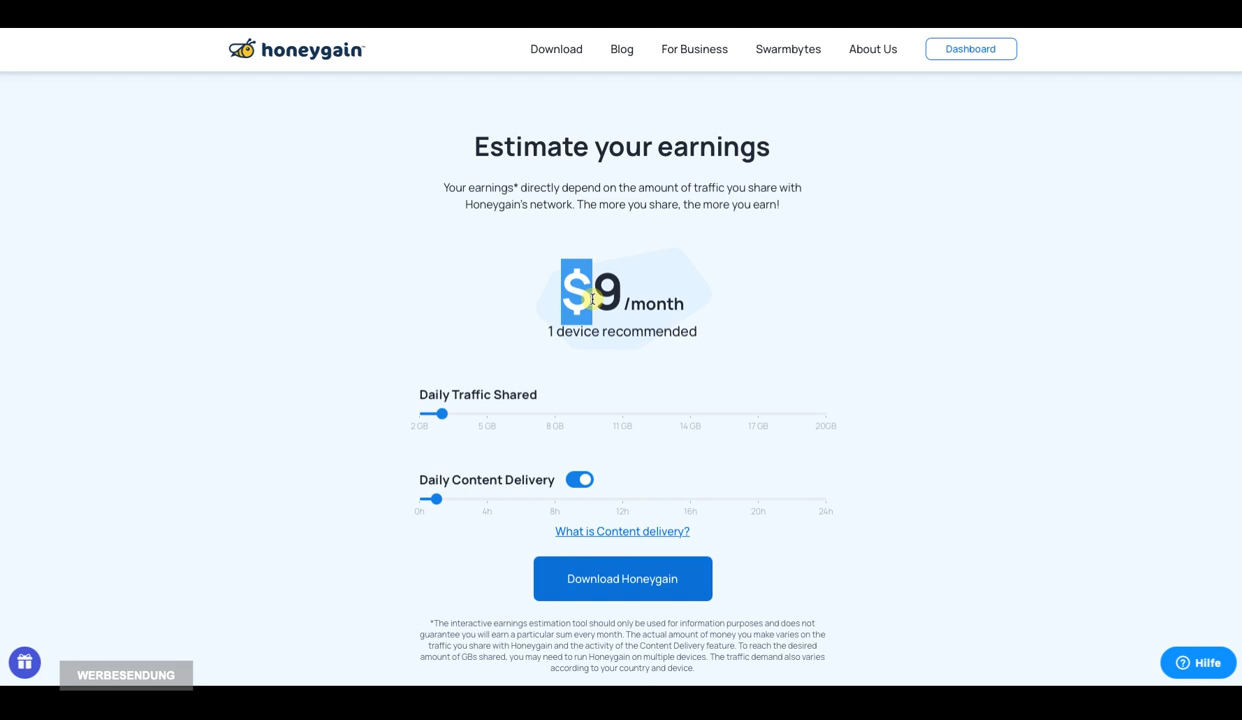 honeygain
Download
Blog
For Business
Swarmbytes
About Us
Dashboard
Estimate your earnings
Your earnings* directly depend on the amount of traffic you share with
Honeygain's network. The more you share, the more you earn!
$9 /month
1 device recommended
Daily Traffic Shared
2 GB 5 GB 8 GB 11 GB 14 GB 17 GB 20GB
Daily Content Delivery
0h 4h 8h 12h 16h 20h 24h
What is Content delivery?
Download Honeygain
*The interactive earnings estimation tool should only be used for information purposes and does not
guarantee you will earn a particular sum every month. The actual amount of money you make varies on the
traffic you share with Honeygain and the activity of the Content Delivery feature. To reach the desired
amount of GBs shared, you may need to run Honeygain on multiple devices. The traffic demand also varies
according to your country and device.
WERBESENDUNG
Hilfe